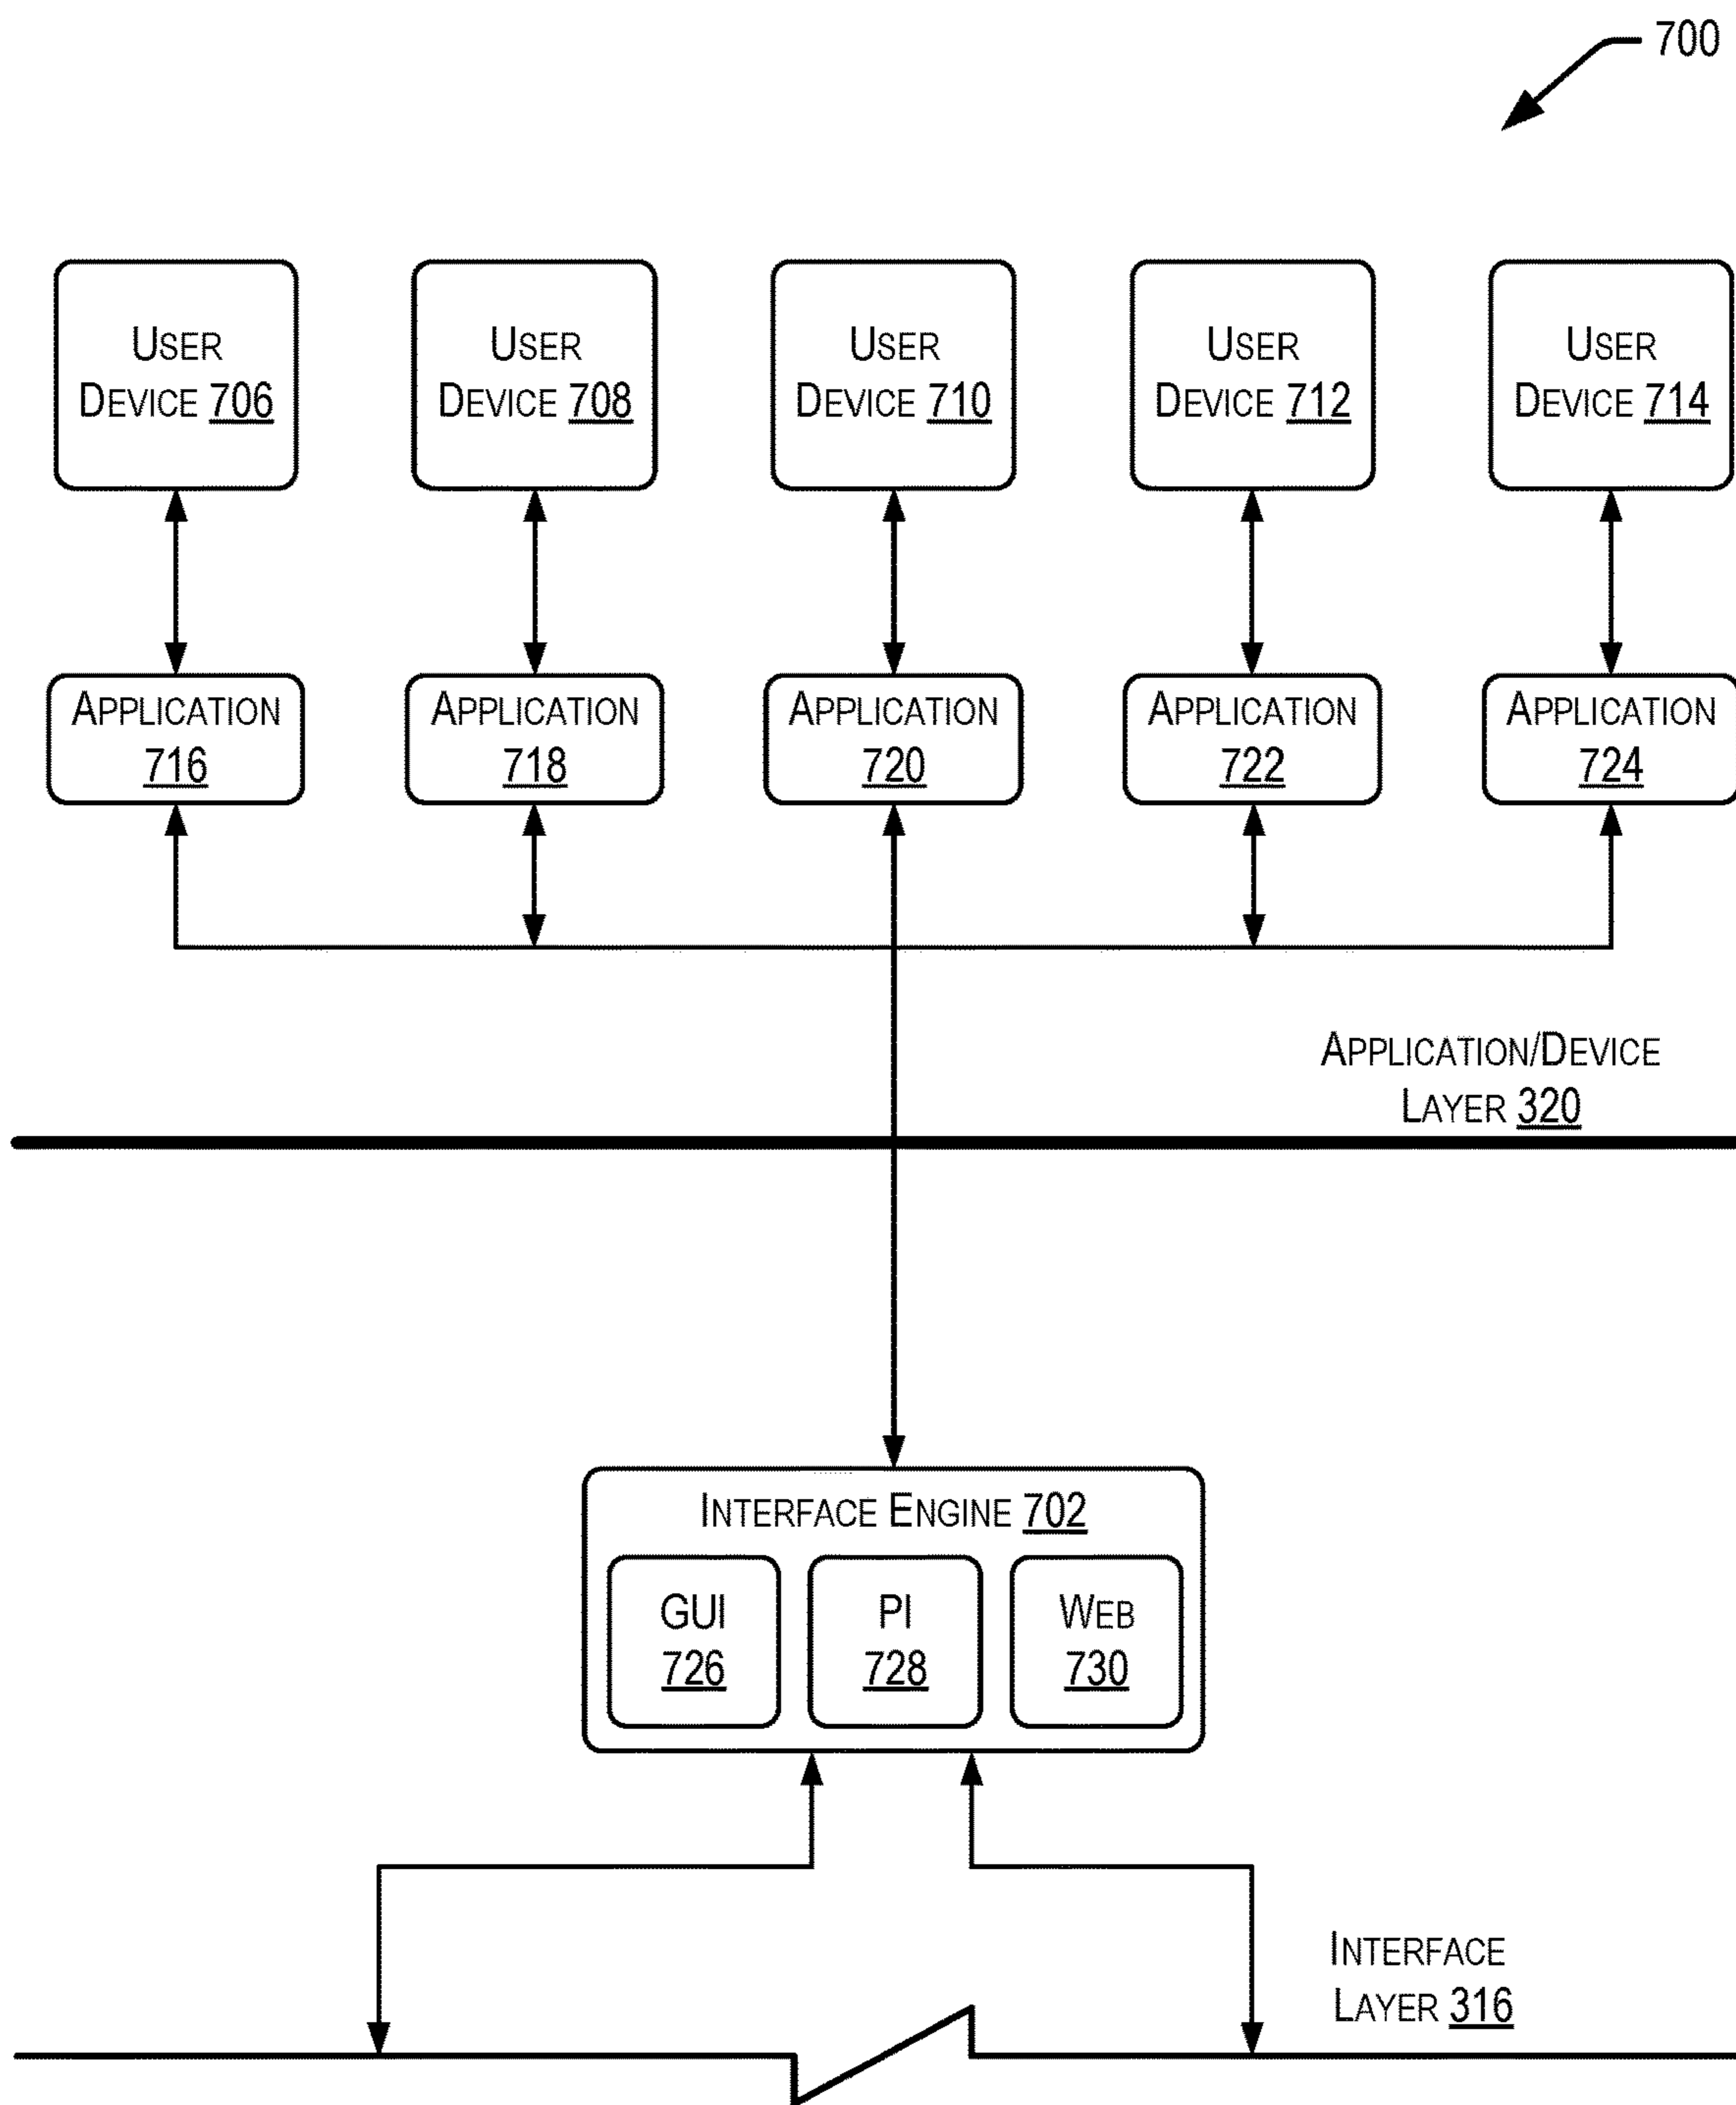 700
User
Device 706
User
Device 708
User
Device 710
User
Device 712
User
Device 714
Application
716
Application
718
Application
720
Application
722
Application
724
Application/Device
Layer 320
Interface Engine 702
GUI
726
PI
728
Web
730
Interface
Layer 316